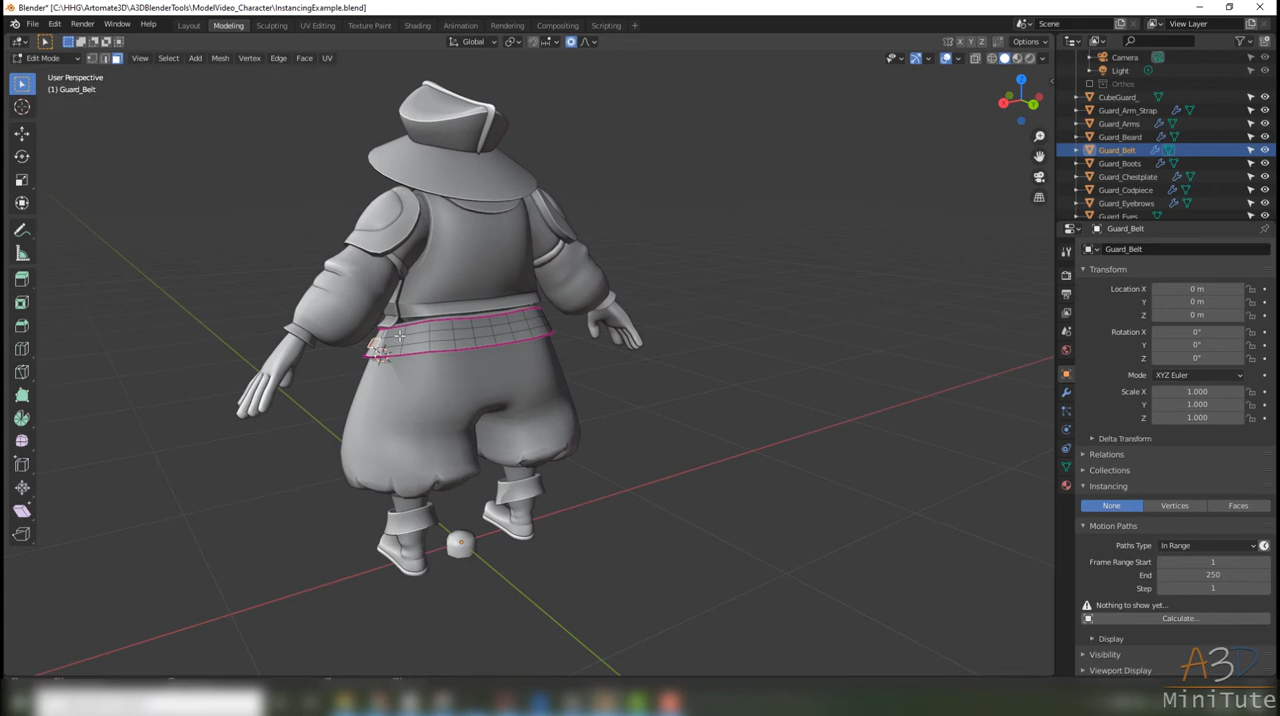 Blender* [C:\HHG\Artomate3D\A3DBlenderTools\ModelVideo_Character\InstancingExample.blend]
File Edit Render Window Help Layout Modeling Sculpting UV Editing Texture Paint Shading Animation Rendering Compositing Scripting + Scene View Layer
Global Options
X Y Z
Edit Mode View Select Add Mesh Vertex Edge Face UV
User Perspective
(1) Guard_Belt
Z
X
Y
Camera
Light
Orthos
CubeGuard_
Guard_Arm_Strap
Guard_Arms
Guard_Beard
Guard_Belt
Guard_Boots
Guard_Chestplate
Guard_Codpiece
Guard_Eyebrows
Guard_Eyes
Guard_Belt
Guard_Belt
Transform
Location X 0 m
Y 0 m
Z 0 m
Rotation X 0°
Y 0°
Z 0°
Mode XYZ Euler
Scale X 1.000
Y 1.000
Z 1.000
Delta Transform
Relations
Collections
Instancing
None Vertices Faces
Motion Paths
Paths Type In Range
Frame Range Start 1
End 250
Step 1
Nothing to show yet...
Calculate...
Display
Visibility
Viewport Display
A3D
MiniTute